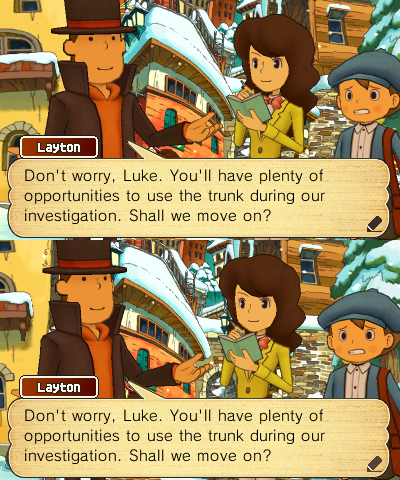 Layton
Don't worry, Luke. You'll have plenty of
opportunities to use the trunk during our
investigation. Shall we move on?
Layton
Don't worry, Luke. You'll have plenty of
opportunities to use the trunk during our
investigation. Shall we move on?